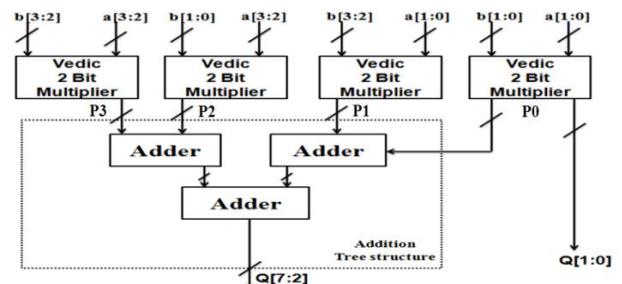 b[3:2] a[3:2] b[1:0] a[3:2] b[3:2] a[1:0] b[1:0] a[1:0]
Vedic 2 Bit Multiplier
Vedic 2 Bit Multiplier
Vedic 2 Bit Multiplier
Vedic 2 Bit Multiplier
P3 P2 P1 P0
Adder Adder
Adder
Addition
Tree structure
Q[1:0]
Q[7:2]